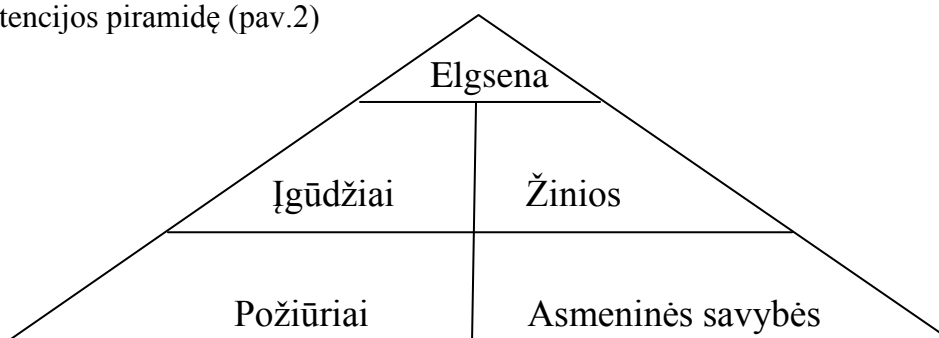 tencijos piramidę (pav.2)
Elgsena
Įgūdžiai Žinios
Požiūriai Asmeninės savybės